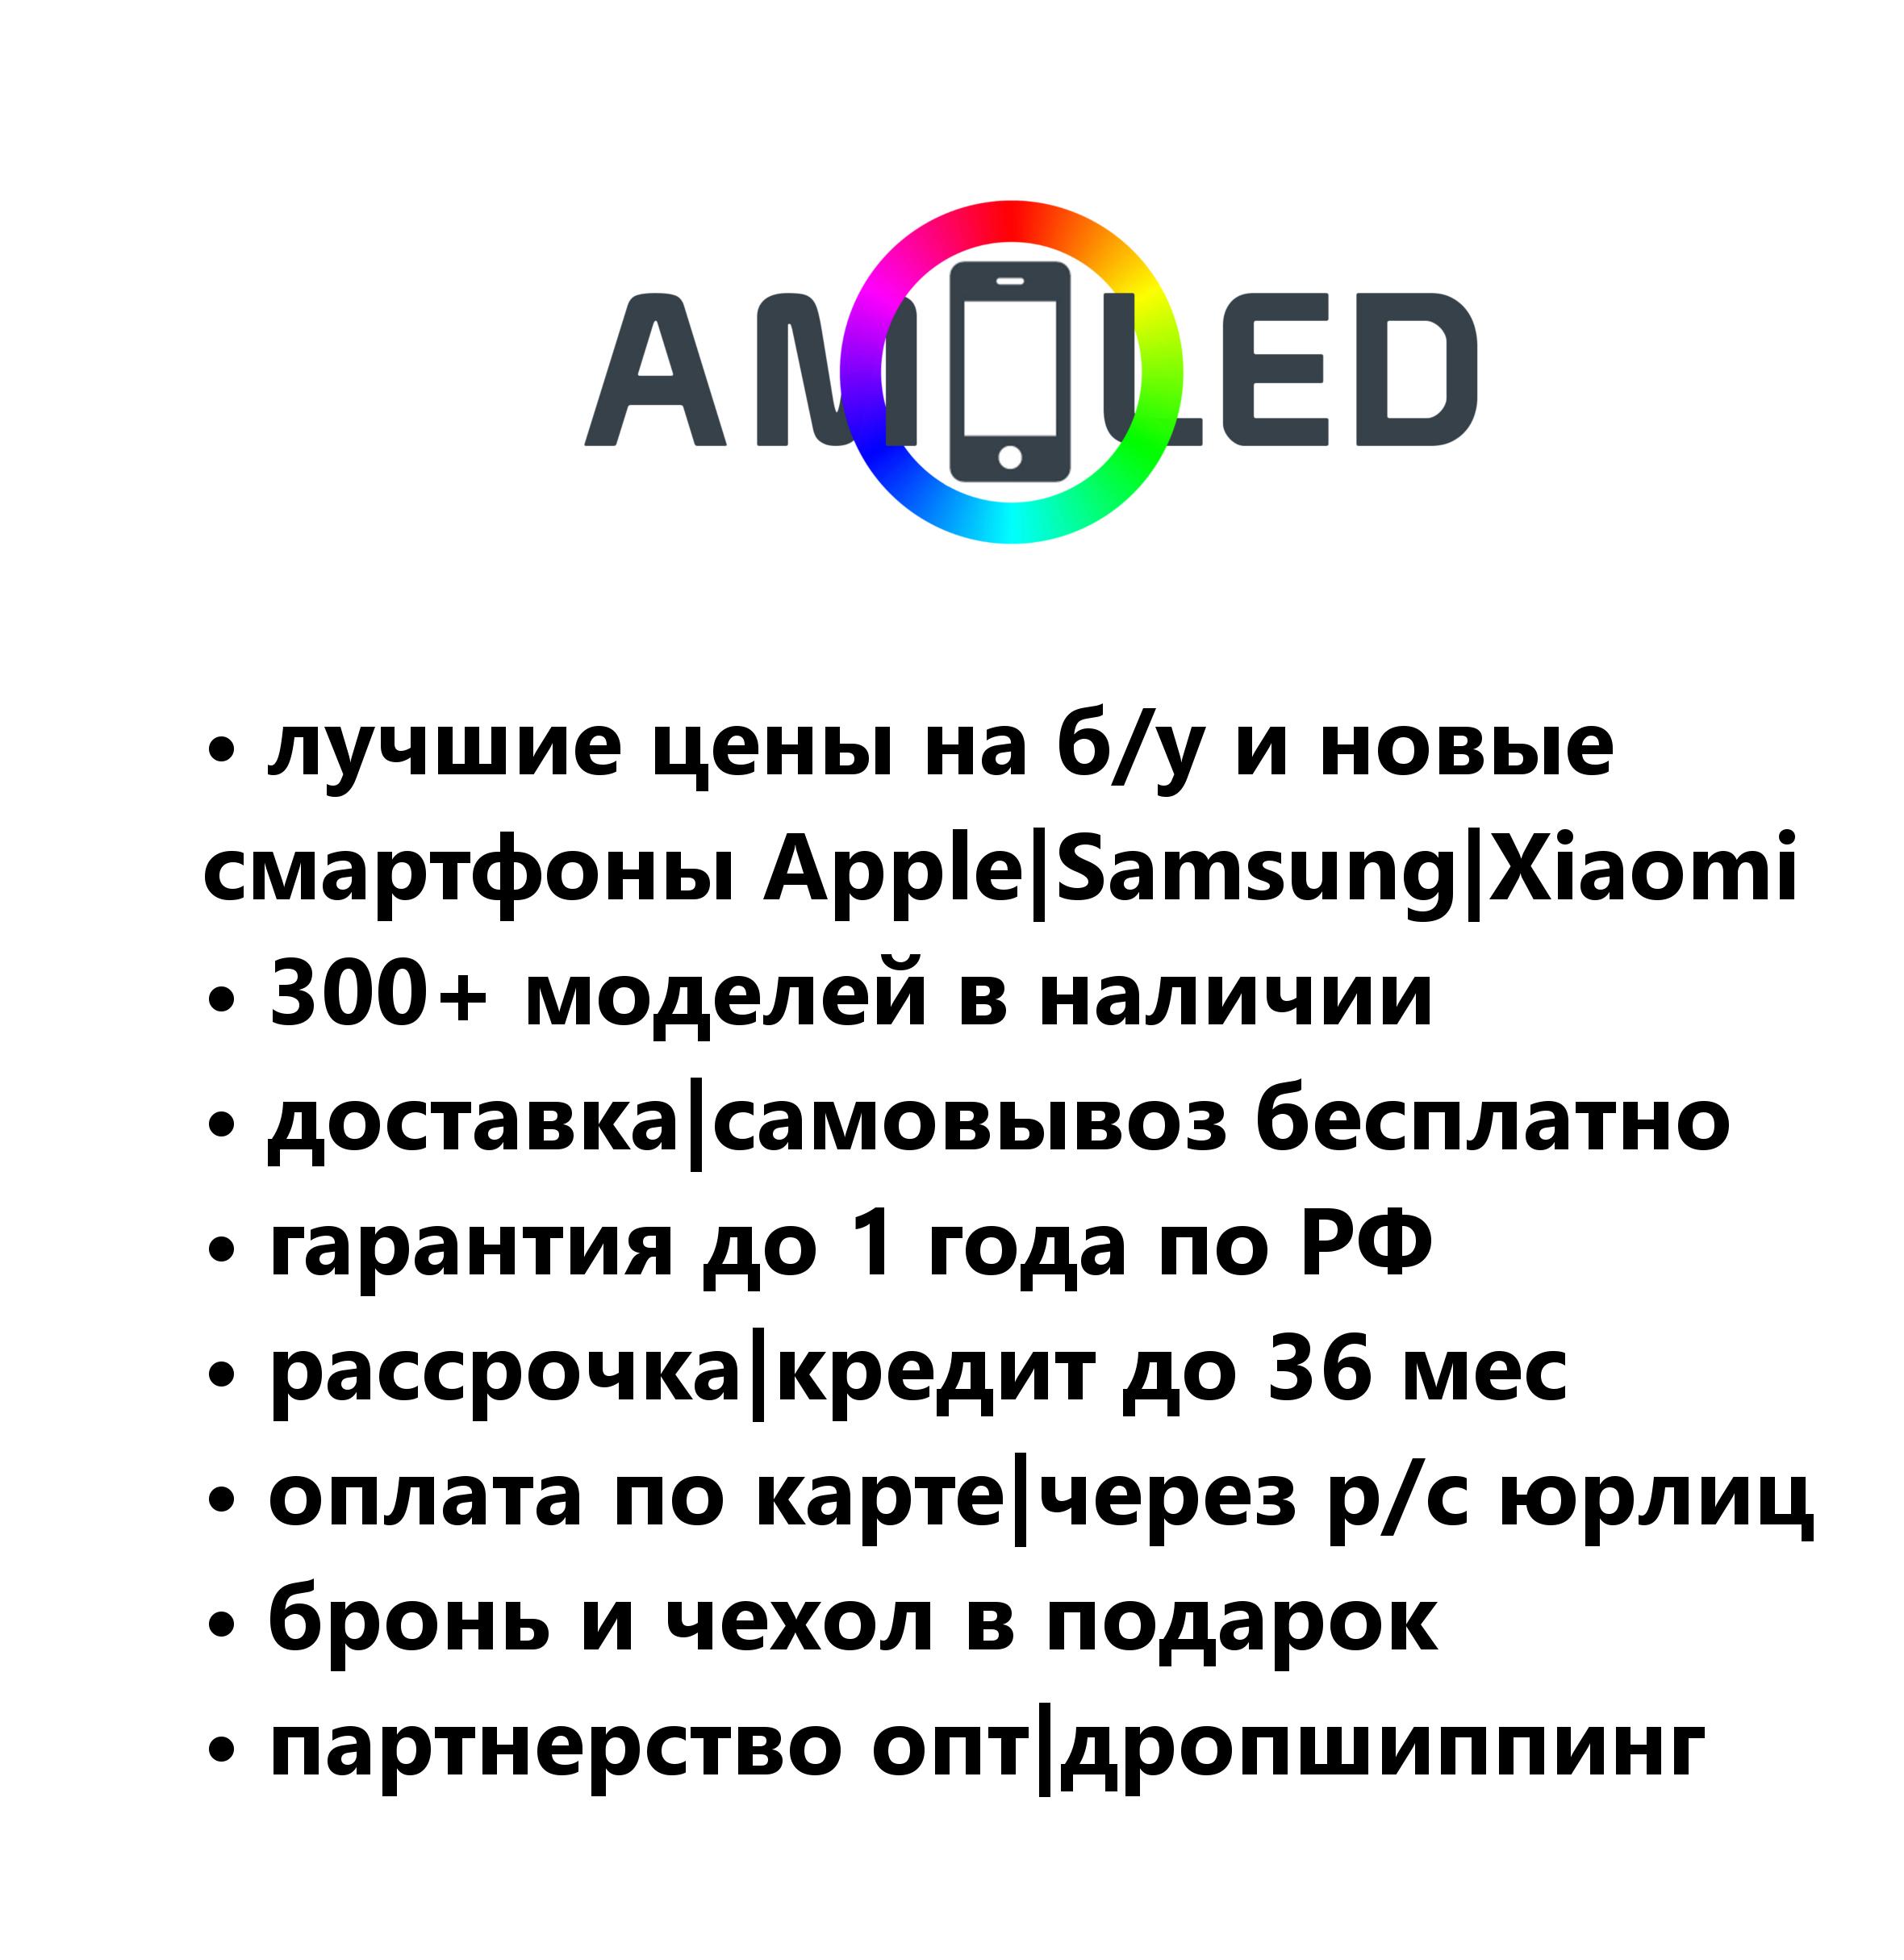 AMOLED
• лучшие цены на б/у и новые
смартфоны Apple|Samsung|Xiaomi
• 300+ моделей в наличии
• доставка|самовывоз бесплатно
• гарантия до 1 года по РФ
• рассрочка|кредит до 36 мес
• оплата по карте|через р/с юрлиц
• бронь и чехол в подарок
• партнерство опт|дропшиппинг